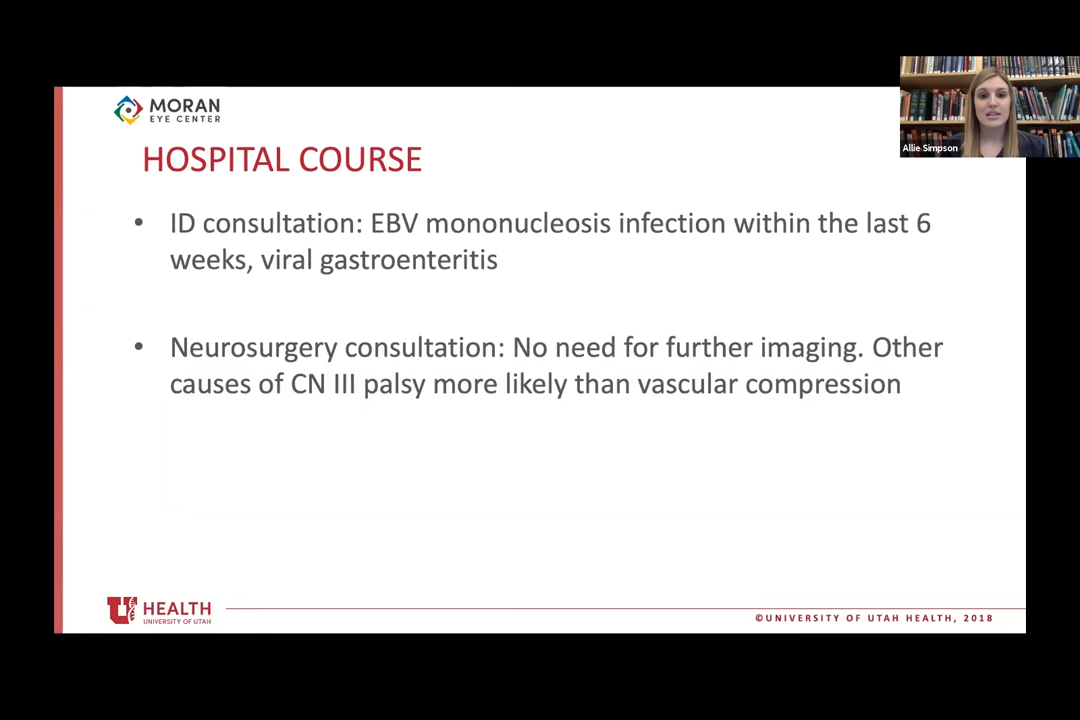 MORAN
EYE CENTER
Allie Simpson
HOSPITAL COURSE
• ID consultation: EBV mononucleosis infection within the last 6
weeks, viral gastroenteritis
• Neurosurgery consultation: No need for further imaging. Other
causes of CN III palsy more likely than vascular compression
U HEALTH
UNIVERSITY OF UTAH
©UNIVERSITY OF UTAH HEALTH, 2018